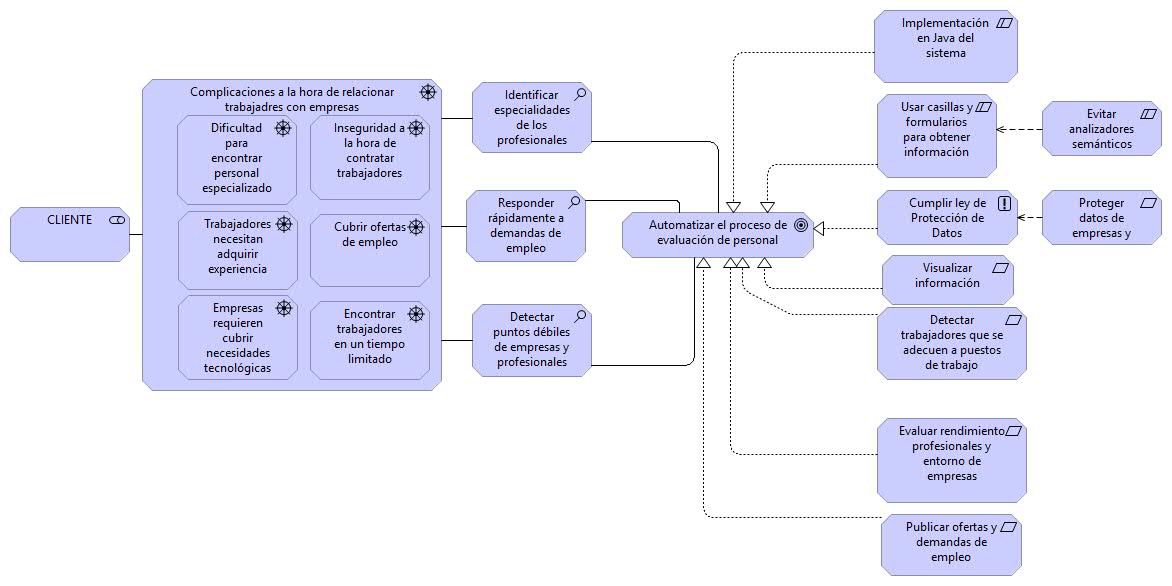 CLIENTE
Complicaciones a la hora de relacionar
trabajadres con empresas
Dificultad
para
encontrar
personal
especializado
Inseguridad a
la hora de
contratar
trabajadores
Trabajadores
necesitan
adquirir
experiencia
Cubrir ofertas
de empleo
Empresas
requieren
cubrir
necesidades
tecnológicas
Encontrar
trabajadores
en un tiempo
limitado
Identificar
especialidades
de los
profesionales
Responder
rápidamente a
demandas de
empleo
Detectar
puntos débiles
de empresas y
profesionales
Automatizar el proceso de
evaluación de personal
Implementación
en Java del
sistema
Usar casillas y
formularios
para obtener
información
Evitar
analizadores
semánticos
Cumplir ley de
Protección de
Datos
Proteger
datos de
empresas y
Visualizar
información
Detectar
trabajadores que se
adecuen a puestos
de trabajo
Evaluar rendimiento
profesionales y
entorno de
empresas
Publicar ofertas y
demandas de
empleo